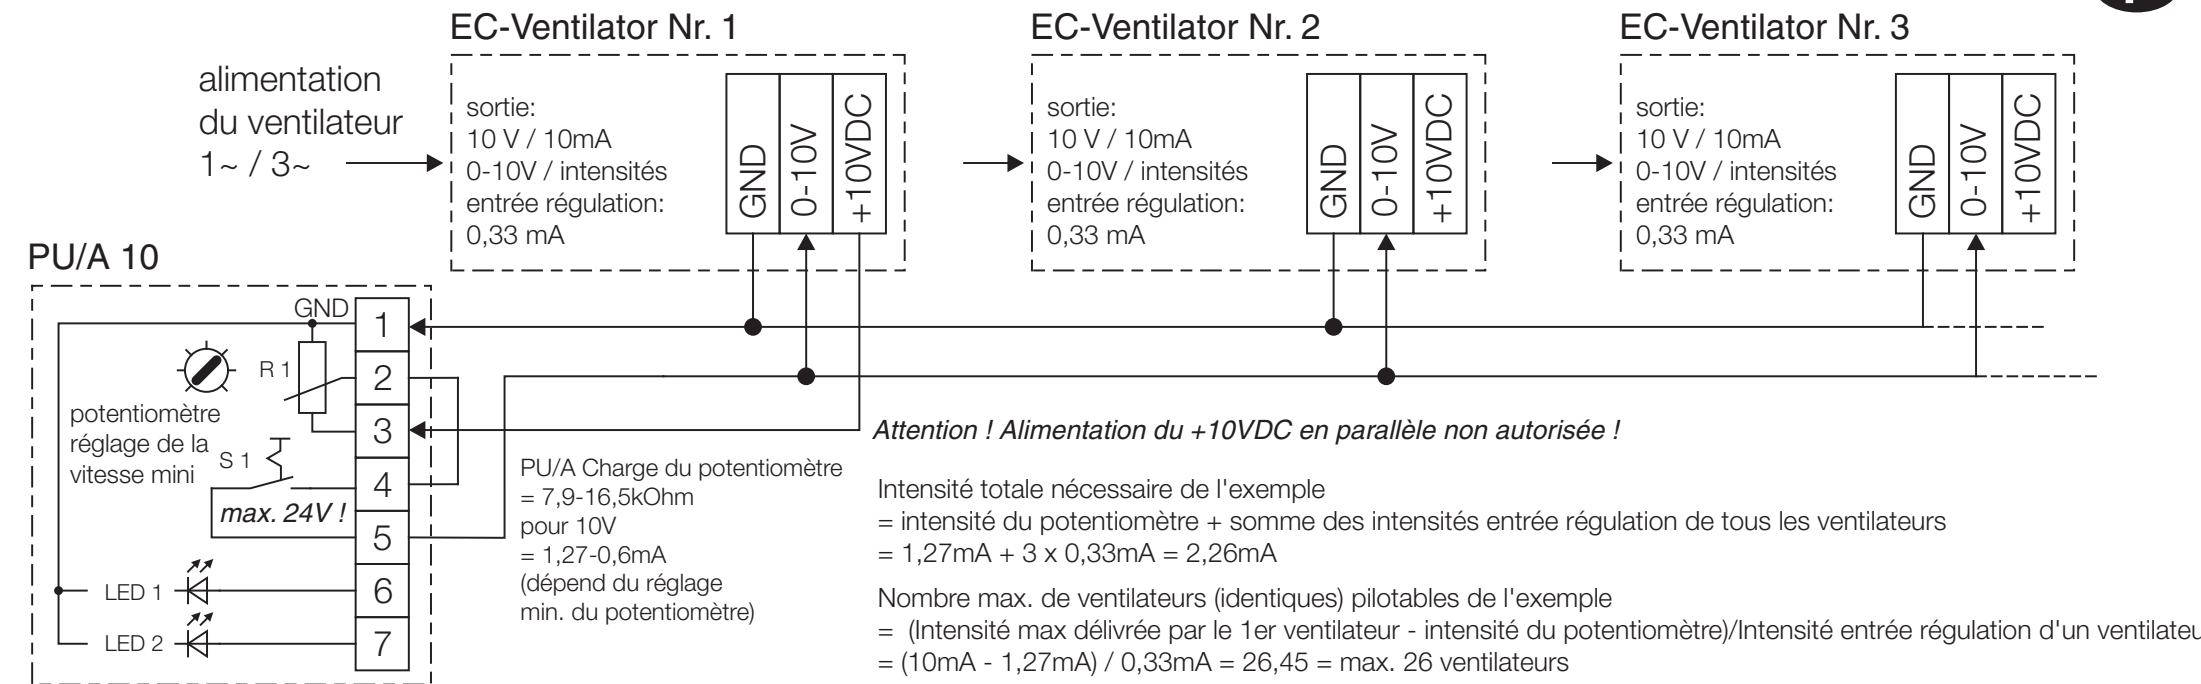 EC-Ventilator Nr. 1
EC-Ventilator Nr. 2
EC-Ventilator Nr. 3
alimentation
du ventilateur
1~ / 3~
sortie:
10 V / 10mA
0-10V / intensités
entrée régulation:
0,33 mA
GND
0-10V
+10VDC
sortie:
10 V / 10mA
0-10V / intensités
entrée régulation:
0,33 mA
GND
0-10V
+10VDC
sortie:
10 V / 10mA
0-10V / intensités
entrée régulation:
0,33 mA
GND
0-10V
+10VDC
PU/A 10
GND
1
2
3
4
5
6
7
R 1
potentiomètre
réglage de la
vitesse mini
S 1
max. 24V !
LED 1
LED 2
PU/A Charge du potentiomètre
= 7,9-16,5kOhm
pour 10V
= 1,27-0,6mA
(dépend du réglage
min. du potentiomètre)
Attention ! Alimentation du +10VDC en parallèle non autorisée !
Intensité totale nécessaire de l'exemple
= intensité du potentiomètre + somme des intensités entrée régulation de tous les ventilateurs
= 1,27mA + 3 x 0,33mA = 2,26mA
Nombre max. de ventilateurs (identiques) pilotables de l'exemple
= (Intensité max délivrée par le 1er ventilateur - intensité du potentiomètre)/Intensité entrée régulation d'un ventilateu
= (10mA - 1,27mA) / 0,33mA = 26,45 = max. 26 ventilateurs